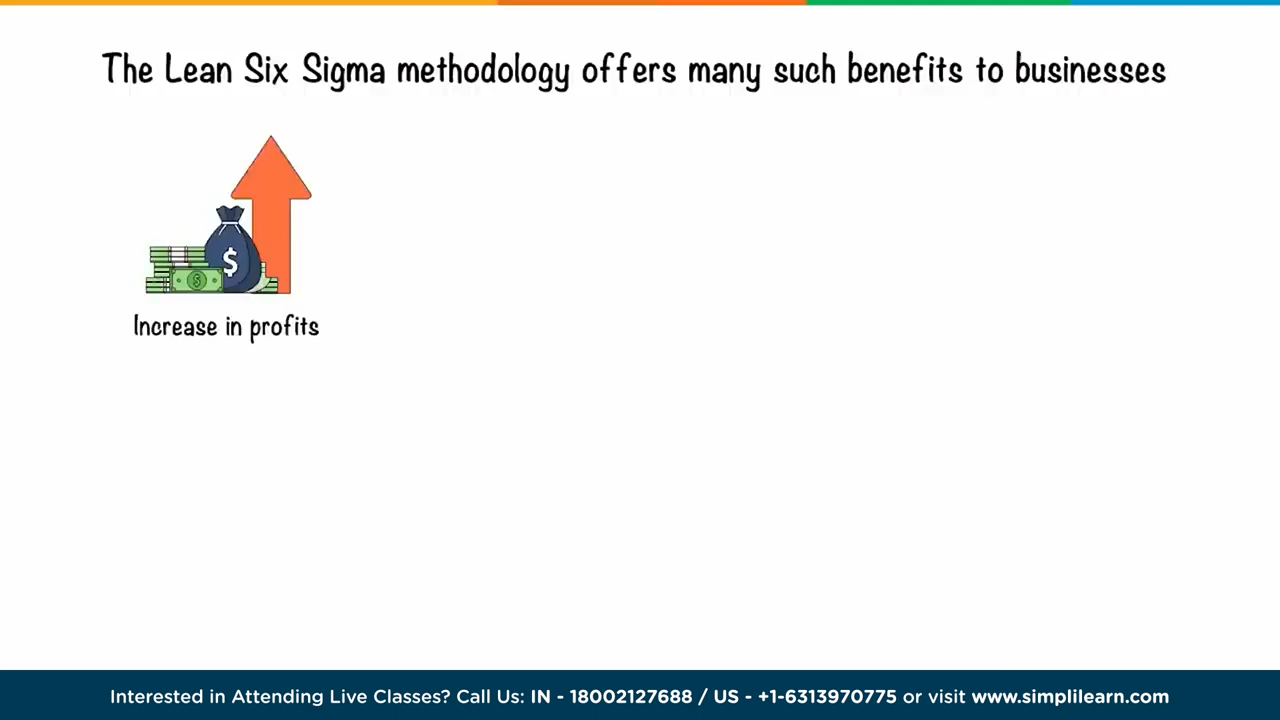 The Lean Six Sigma methodology offers many such benefits to businesses
$
$
Increase in profits
Interested in Attending Live Classes? Call Us: IN - 18002127688 / US - +1-6313970775 or visit www.simplilearn.com